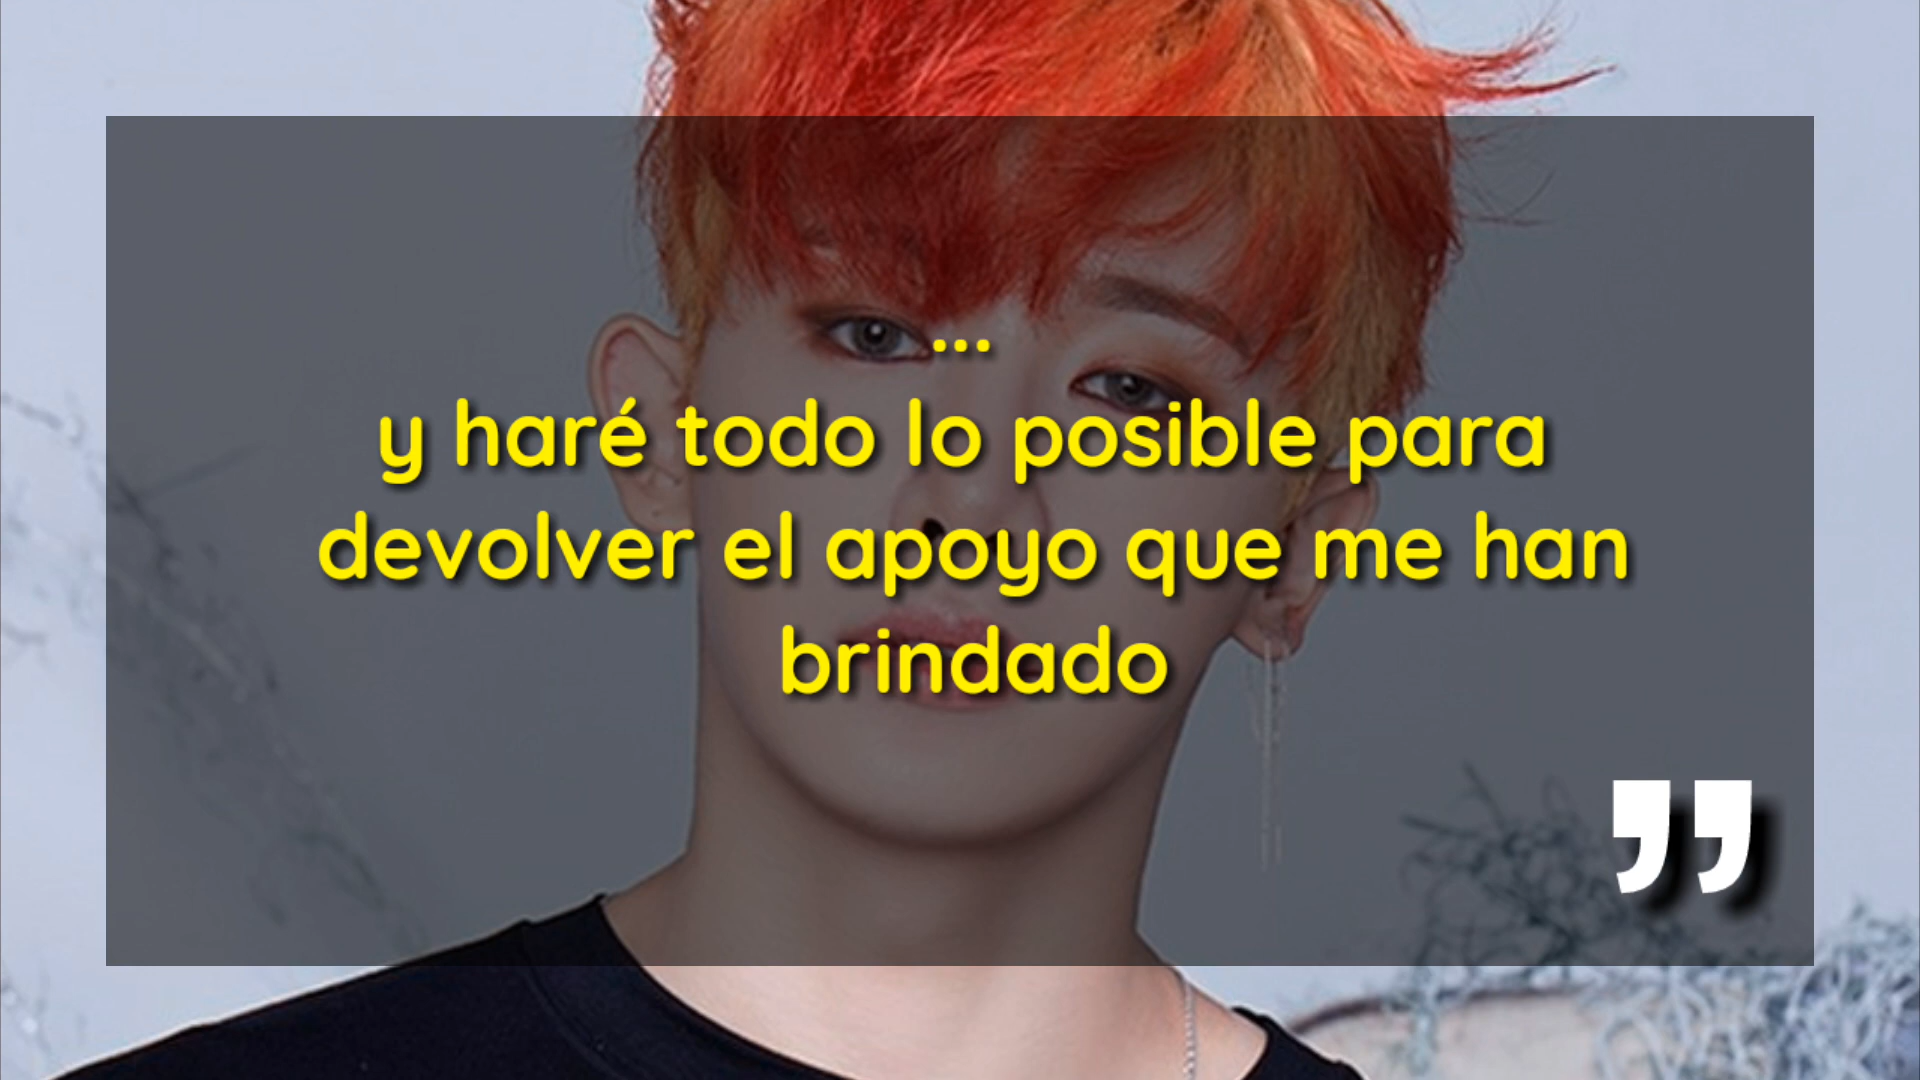 ...
y haré todo lo posible para
devolver el apoyo que me han
brindado
”